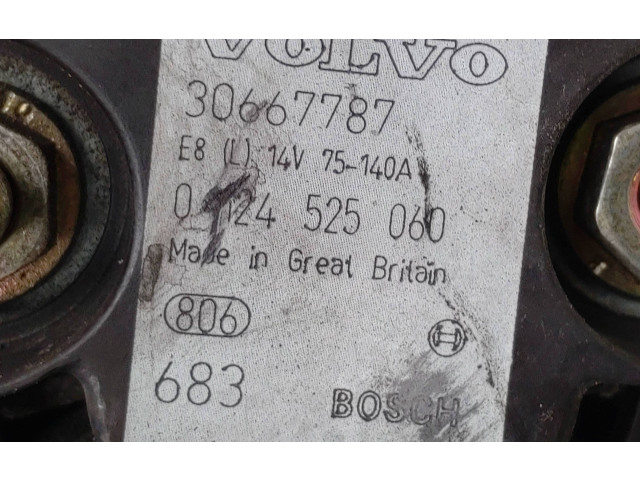 VOLVO
30667787
E8 (L) 14V 75-140A
0 124 525 060
Made in Great Britain
806
683
BOSCH